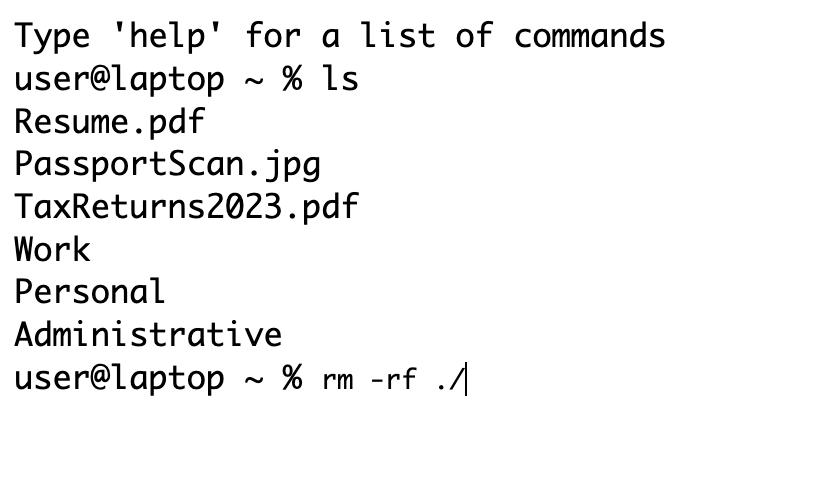 Type 'help' for a list of commands
user@laptop ~ % ls
Resume.pdf
PassportScan.jpg
TaxReturns2023.pdf
Work
Personal
Administrative
user@laptop ~ % rm -rf ./